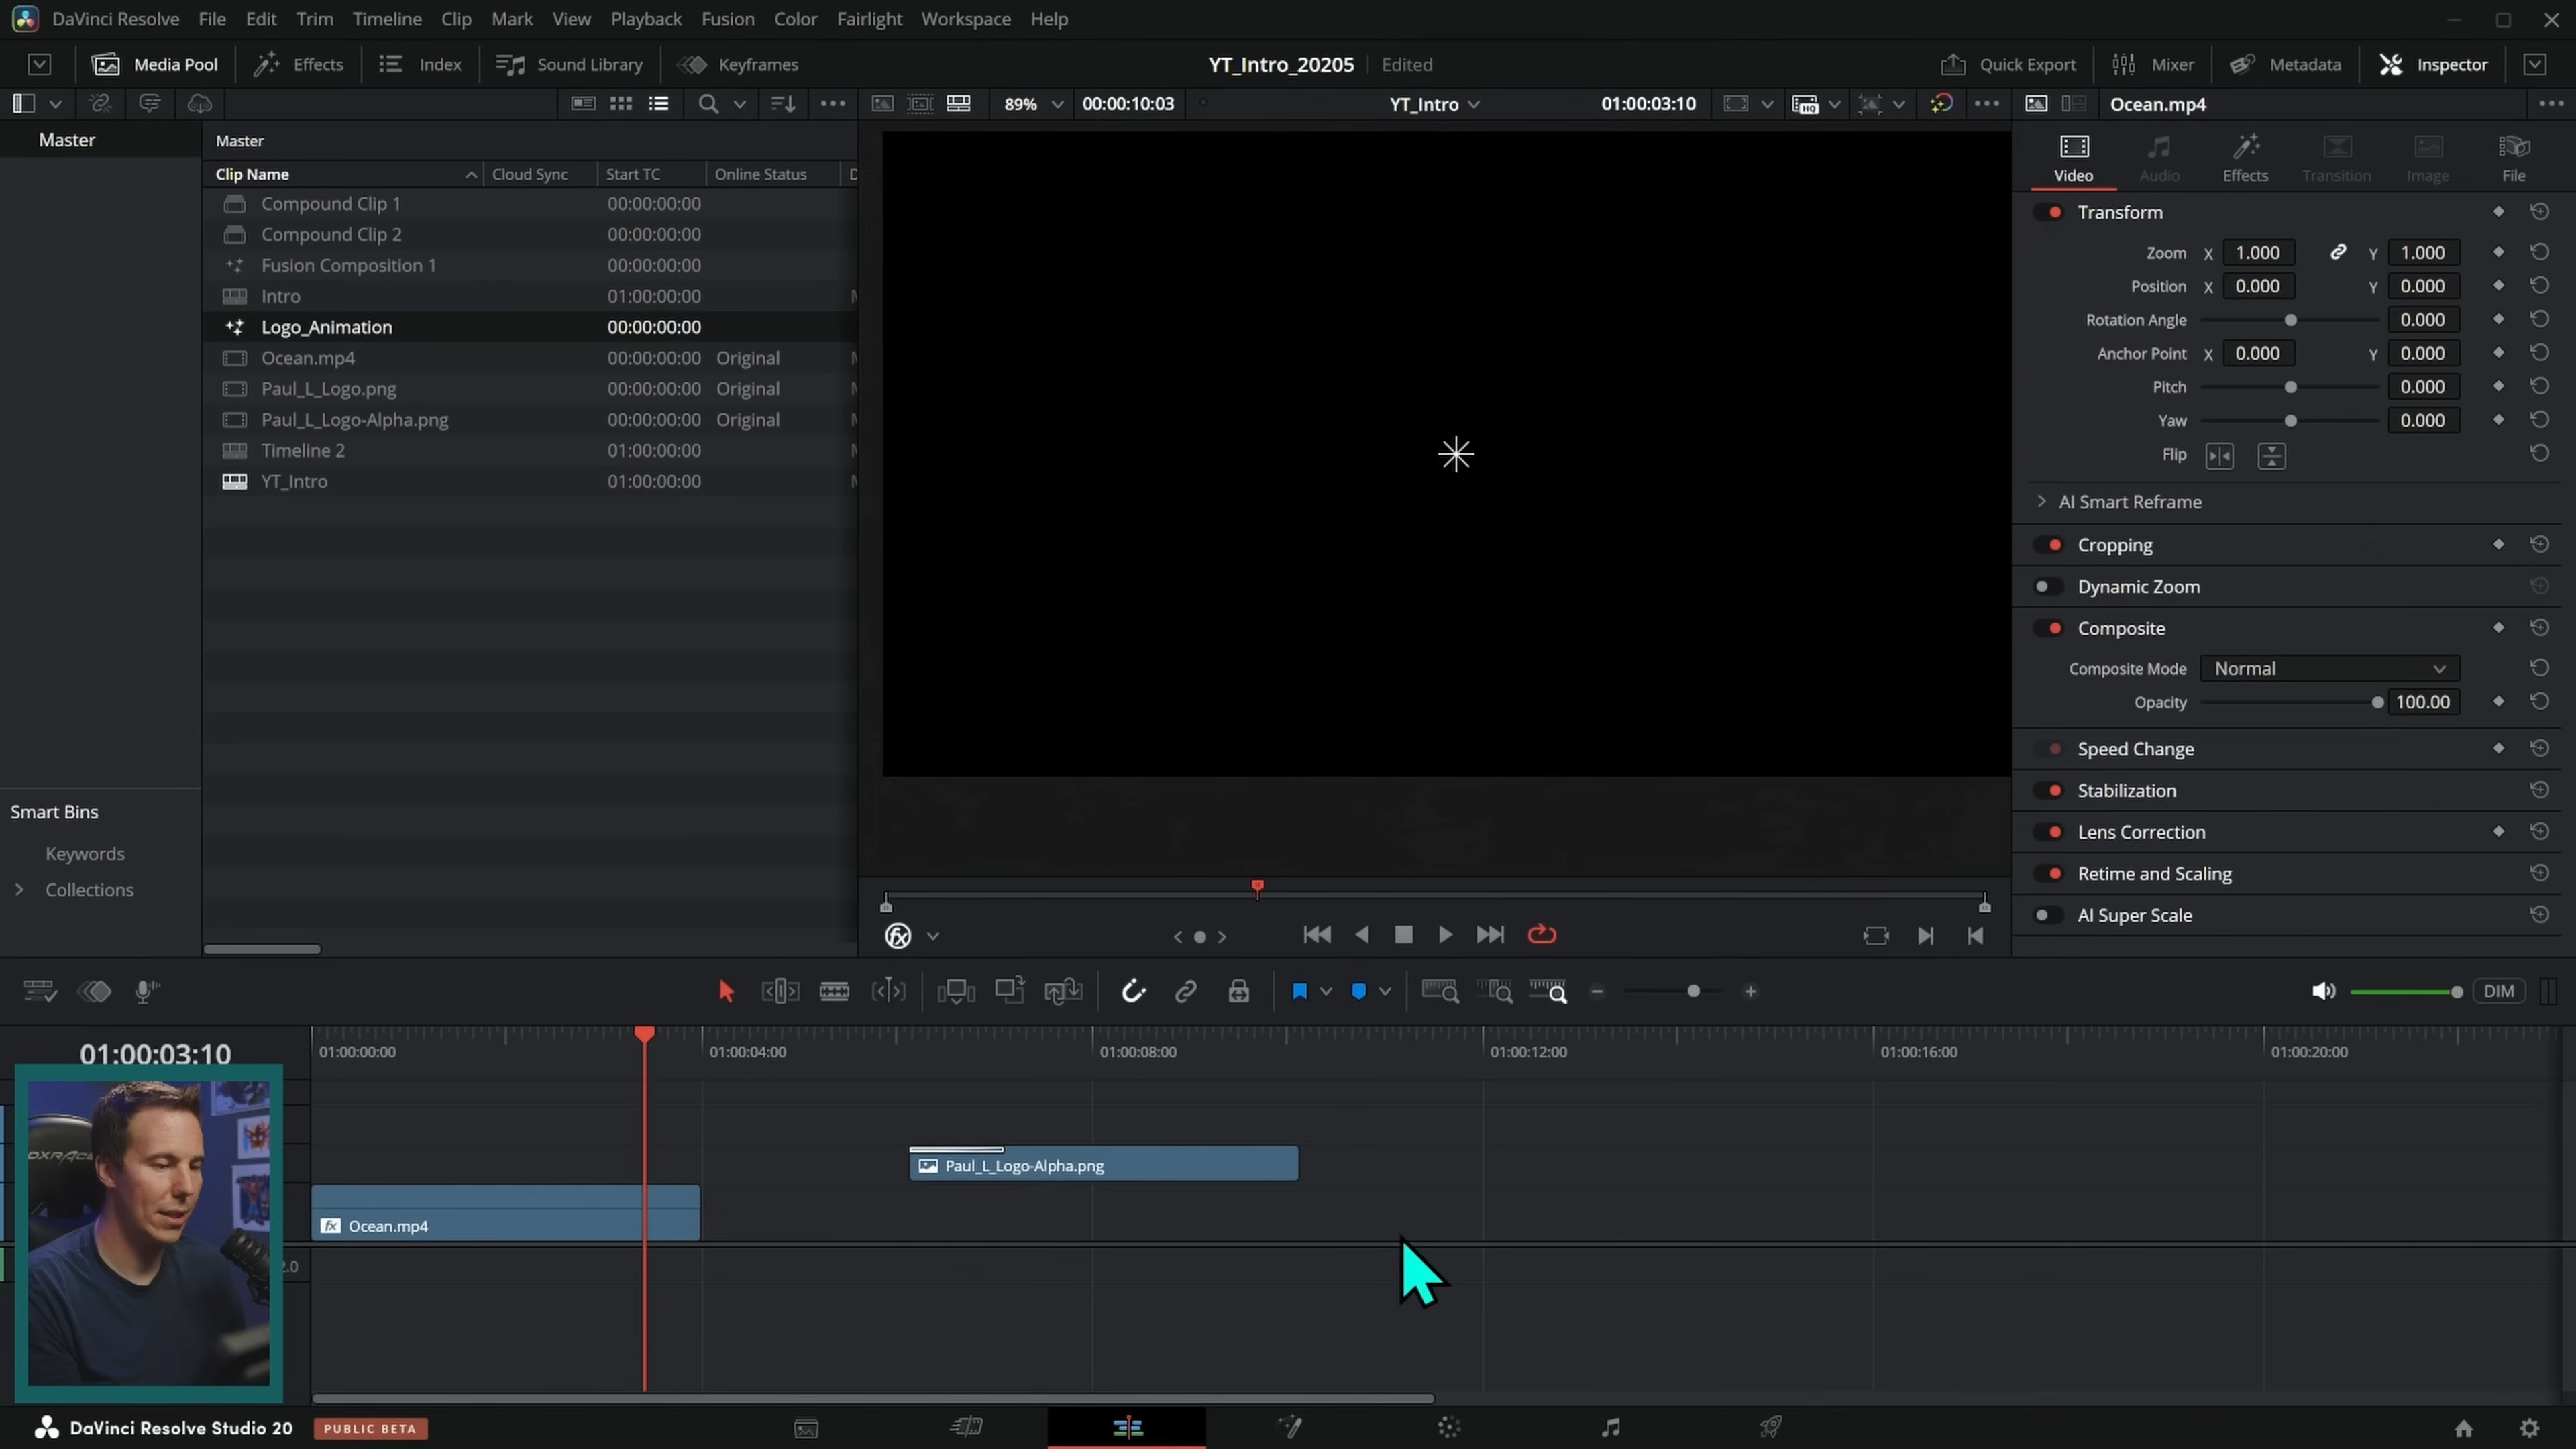 DaVinci Resolve File Edit Trim Timeline Clip Mark View Playback Fusion Color Fairlight Workspace Help
Media Pool Effects Index Sound Library Keyframes YT_Intro_20205 Edited Quick Export Mixer Metadata Inspector
89% 00:00:10:03 YT_Intro 01:00:03:10 HQ Ocean.mp4
Master
Master
Clip Name Cloud Sync Start TC Online Status
Compound Clip 1 00:00:00:00
Compound Clip 2 00:00:00:00
Fusion Composition 1 00:00:00:00
Intro 01:00:00:00
Logo_Animation 00:00:00:00
Ocean.mp4 00:00:00:00 Original
Paul_L_Logo.png 00:00:00:00 Original
Paul_L_Logo-Alpha.png 00:00:00:00 Original
Timeline 2 01:00:00:00
YT_Intro 01:00:00:00
Smart Bins
Keywords
Collections
Video Audio Effects Transition Image File
Transform
Zoom X 1.000 Y 1.000
Position X 0.000 Y 0.000
Rotation Angle 0.000
Anchor Point X 0.000 Y 0.000
Pitch 0.000
Yaw 0.000
Flip
AI Smart Reframe
Cropping
Dynamic Zoom
Composite
Composite Mode Normal
Opacity 100.00
Speed Change
Stabilization
Lens Correction
Retime and Scaling
AI Super Scale
fx
DIM
01:00:03:10
01:00:00:00 01:00:04:00 01:00:08:00 01:00:12:00 01:00:16:00 01:00:20:00
Paul_L_Logo-Alpha.png
fx Ocean.mp4
2.0
DaVinci Resolve Studio 20 PUBLIC BETA